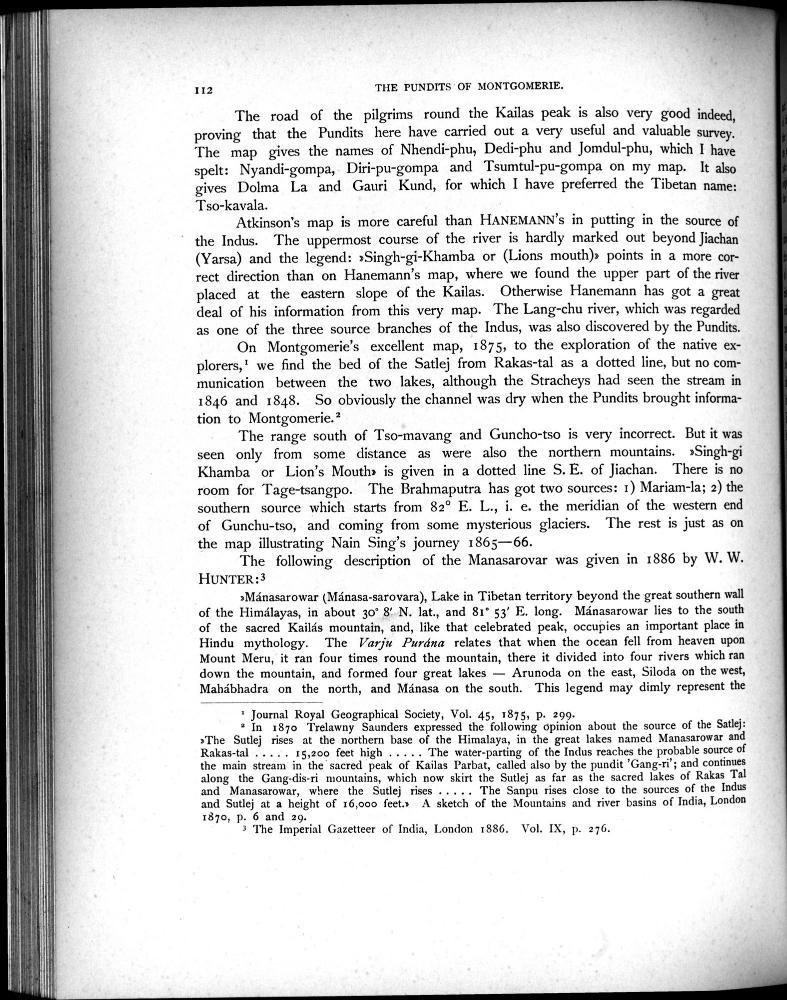 112
THE PUNDITS OF MONTGOMERIE.
The road of the pilgrims round the Kailas peak is also very good indeed,
proving that the Pundits here have carried out a very useful and valuable survey.
The map gives the names of Nhendi-phu, Dedi-phu and Jomdul-phu, which I have
spelt: Nyandi-gompa, Diri-pu-gompa and Tsumtul-pu-gompa on my map. It also
gives Dolma La and Gauri Kund, for which I have preferred the Tibetan name:
Tso-kavala.
Atkinson's map is more careful than HANEMANN's in putting in the source of
the Indus. The uppermost course of the river is hardly marked out beyond Jiachan
(Yarsa) and the legend: »Singh-gi-Khamba or (Lions mouth)» points in a more cor-
rect direction than on Hanemann's map, where we found the upper part of the river
placed at the eastern slope of the Kailas. Otherwise Hanemann has got a great
deal of his information from this very map. The Lang-chu river, which was regarded
as one of the three source branches of the Indus, was also discovered by the Pundits.
On Montgomerie's excellent map, 1875, to the exploration of the native ex-
plorers,¹ we find the bed of the Satlej from Rakas-tal as a dotted line, but no com-
munication between the two lakes, although the Stracheys had seen the stream in
1846 and 1848. So obviously the channel was dry when the Pundits brought informa-
tion to Montgomerie.²
The range south of Tso-mavang and Guncho-tso is very incorrect. But it was
seen only from some distance as were also the northern mountains. »Singh-gi
Khamba or Lion's Mouth» is given in a dotted line S. E. of Jiachan. There is no
room for Tage-tsangpo. The Brahmaputra has got two sources: 1) Mariam-la; 2) the
southern source which starts from 82° E. L., i. e. the meridian of the western end
of Gunchu-tso, and coming from some mysterious glaciers. The rest is just as on
the map illustrating Nain Sing's journey 1865—66.
The following description of the Manasarovar was given in 1886 by W. W.
HUNTER:³
»Mánasarowar (Mánasa-sarovara), Lake in Tibetan territory beyond the great southern wall
of the Himálayas, in about 30° 8′ N. lat., and 81° 53′ E. long. Mánasarowar lies to the south
of the sacred Kailás mountain, and, like that celebrated peak, occupies an important place in
Hindu mythology. The Varju Purána relates that when the ocean fell from heaven upon
Mount Meru, it ran four times round the mountain, there it divided into four rivers which ran
down the mountain, and formed four great lakes — Arunoda on the east, Siloda on the west,
Mahábhadra on the north, and Mánasa on the south. This legend may dimly represent the
¹ Journal Royal Geographical Society, Vol. 45, 1875, p. 299.
² In 1870 Trelawny Saunders expressed the following opinion about the source of the Satlej:
»The Sutlej rises at the northern base of the Himalaya, in the great lakes named Manasarowar and
Rakas-tal . . . . . 15,200 feet high . . . . . The water-parting of the Indus reaches the probable source of
the main stream in the sacred peak of Kailas Parbat, called also by the pundit 'Gang-ri'; and continues
along the Gang-dis-ri mountains, which now skirt the Sutlej as far as the sacred lakes of Rakas Tal
and Manasarowar, where the Sutlej rises . . . . . The Sanpu rises close to the sources of the Indus
and Sutlej at a height of 16,000 feet.» A sketch of the Mountains and river basins of India, London
1870, p. 6 and 29.
³ The Imperial Gazetteer of India, London 1886. Vol. IX, p. 276.